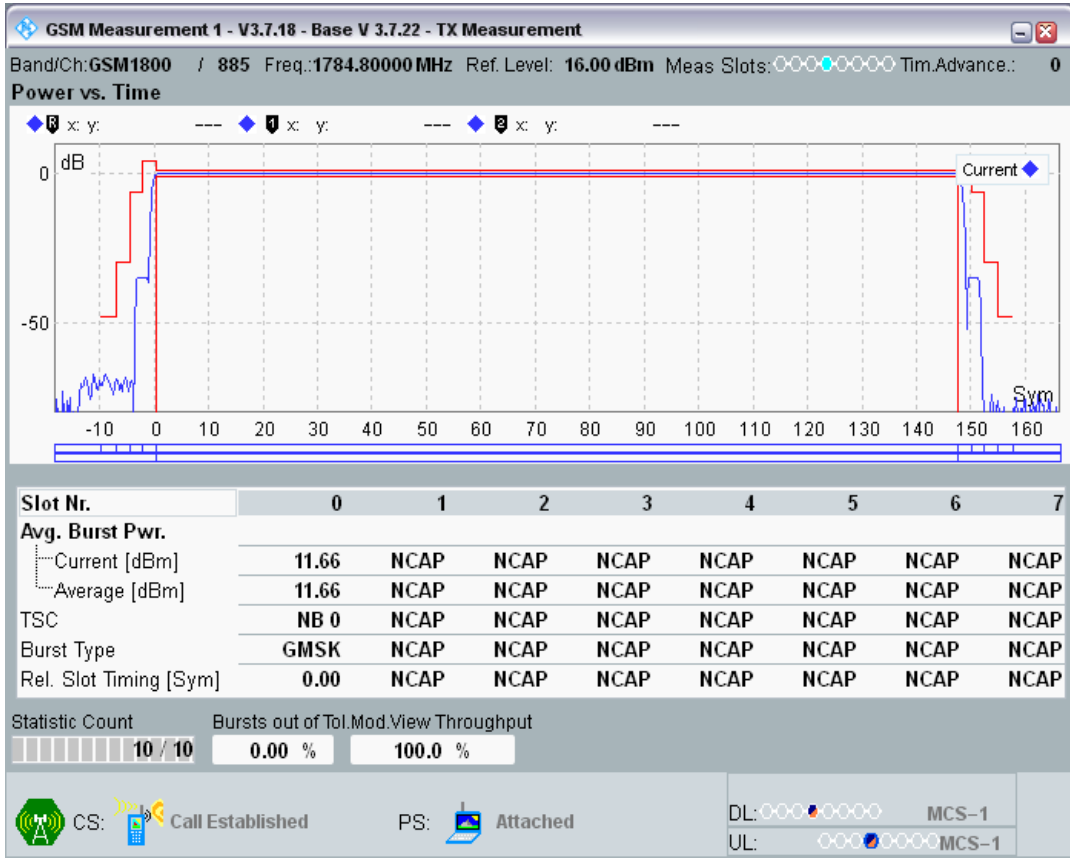 GSM Measurement 1 - V3.7.18 - Base V 3.7.22 - TX Measurement
Band/Ch:GSM1800 / 885 Freq.:1784.80000 MHz Ref. Level: 16.00 dBm Meas Slots: Tim.Advance.: 0
Power vs. Time
R x: y: --- 1 x: y: --- 2 x: y: ---
dB
Current
0
-50
Sym
-10 0 10 20 30 40 50 60 70 80 90 100 110 120 130 140 150 160
Slot Nr. 0 1 2 3 4 5 6 7
Avg. Burst Pwr.
Current [dBm] 11.66 NCAP NCAP NCAP NCAP NCAP NCAP NCAP
Average [dBm] 11.66 NCAP NCAP NCAP NCAP NCAP NCAP NCAP
TSC NB 0 NCAP NCAP NCAP NCAP NCAP NCAP NCAP
Burst Type GMSK NCAP NCAP NCAP NCAP NCAP NCAP NCAP
Rel. Slot Timing [Sym] 0.00 NCAP NCAP NCAP NCAP NCAP NCAP NCAP
Statistic Count Bursts out of Tol.Mod.View Throughput
10 / 10 0.00 % 100.0 %
CS: Call Established PS: Attached
DL: MCS-1
UL: MCS-1